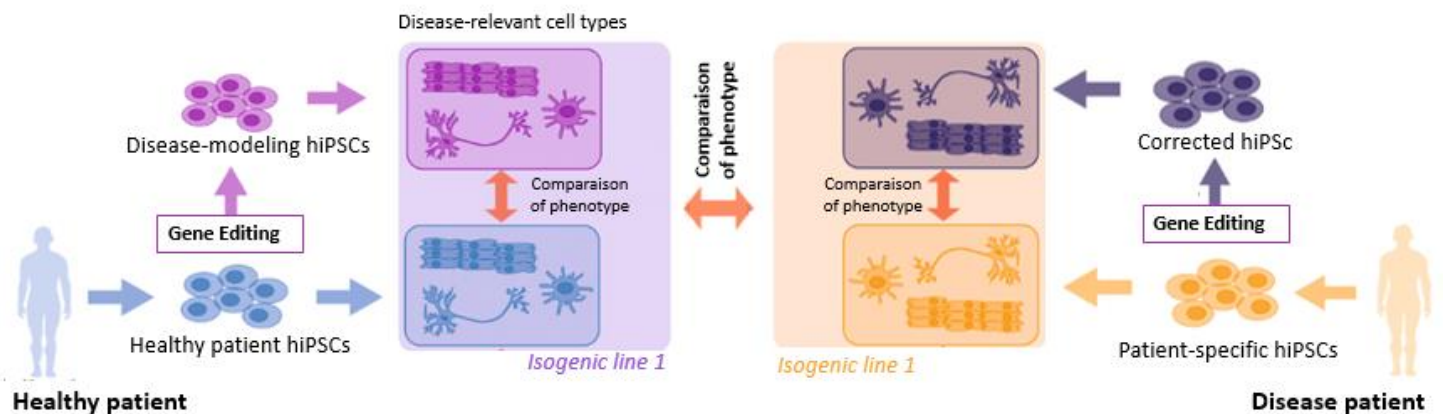 Disease-relevant cell types
Disease-modeling hiPSCs
Gene Editing
Healthy patient hiPSCs
Healthy patient
Comparaison
of phenotype
Isogenic line 1
Comparaison
of phenotype
Comparaison
of phenotype
Isogenic line 1
Corrected hiPSc
Gene Editing
Patient-specific hiPSCs
Disease patient